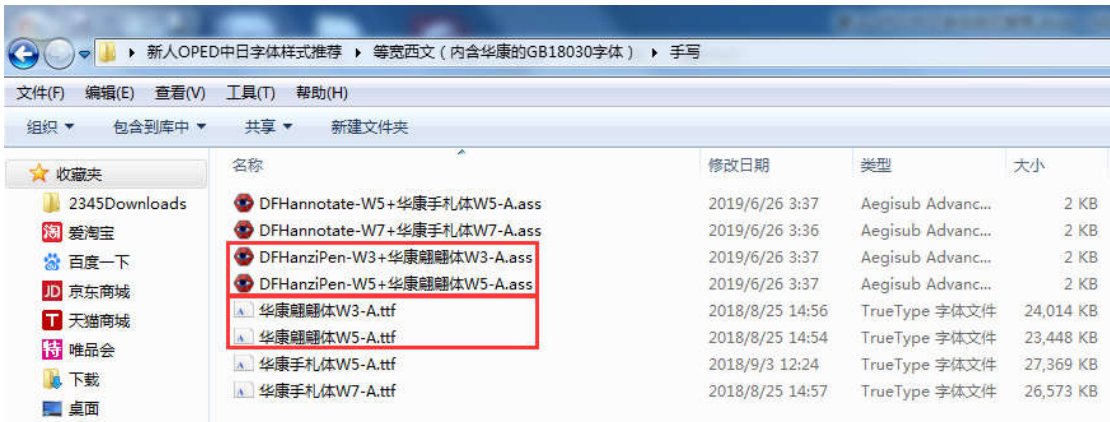 新人OPED中日字体样式推荐 ▸ 等宽西文（内含华康的GB18030字体） ▸ 手写
文件(F) 编辑(E) 查看(V) 工具(T) 帮助(H)
组织 包含到库中 共享 新建文件夹
收藏夹
2345Downloads
爱淘宝
百度一下
京东商城
天猫商城
唯品会
下载
桌面
名称 修改日期 类型 大小
DFHannotate-W5+华康手札体W5-A.ass 2019/6/26 3:37 Aegisub Advanc... 2 KB
DFHannotate-W7+华康手札体W7-A.ass 2019/6/26 3:36 Aegisub Advanc... 2 KB
DFHanziPen-W3+华康翩翩体W3-A.ass 2019/6/26 3:37 Aegisub Advanc... 2 KB
DFHanziPen-W5+华康翩翩体W5-A.ass 2019/6/26 3:37 Aegisub Advanc... 2 KB
华康翩翩体W3-A.ttf 2018/8/25 14:56 TrueType 字体文件 24,014 KB
华康翩翩体W5-A.ttf 2018/8/25 14:54 TrueType 字体文件 23,448 KB
华康手札体W5-A.ttf 2018/9/3 12:24 TrueType 字体文件 27,369 KB
华康手札体W7-A.ttf 2018/8/25 14:57 TrueType 字体文件 26,573 KB